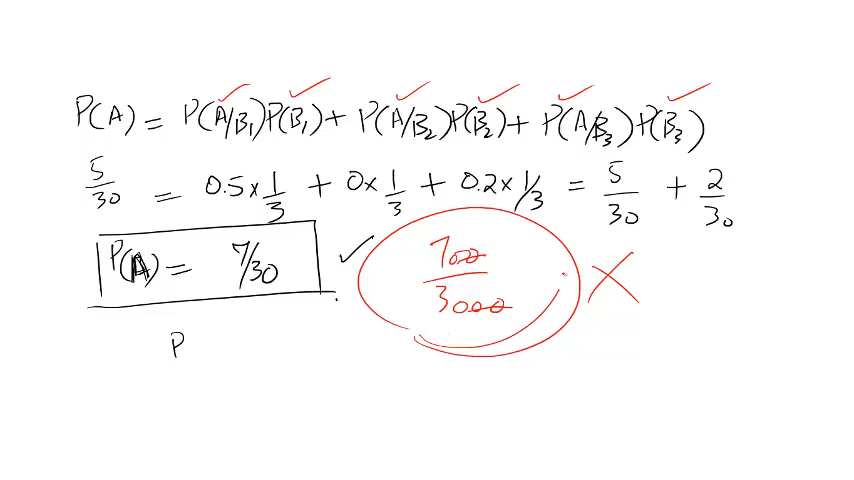 P(A) = P(A/B₁)P(B₁) + P(A/B₂)P(B₂) + P(A/B₃)P(B₃)
5/30 = 0.5 x 1/3 + 0 x 1/3 + 0.2 x 1/3 = 5/30 + 2/30
P(A) = 7/30 ✓ 700/3000 X
P